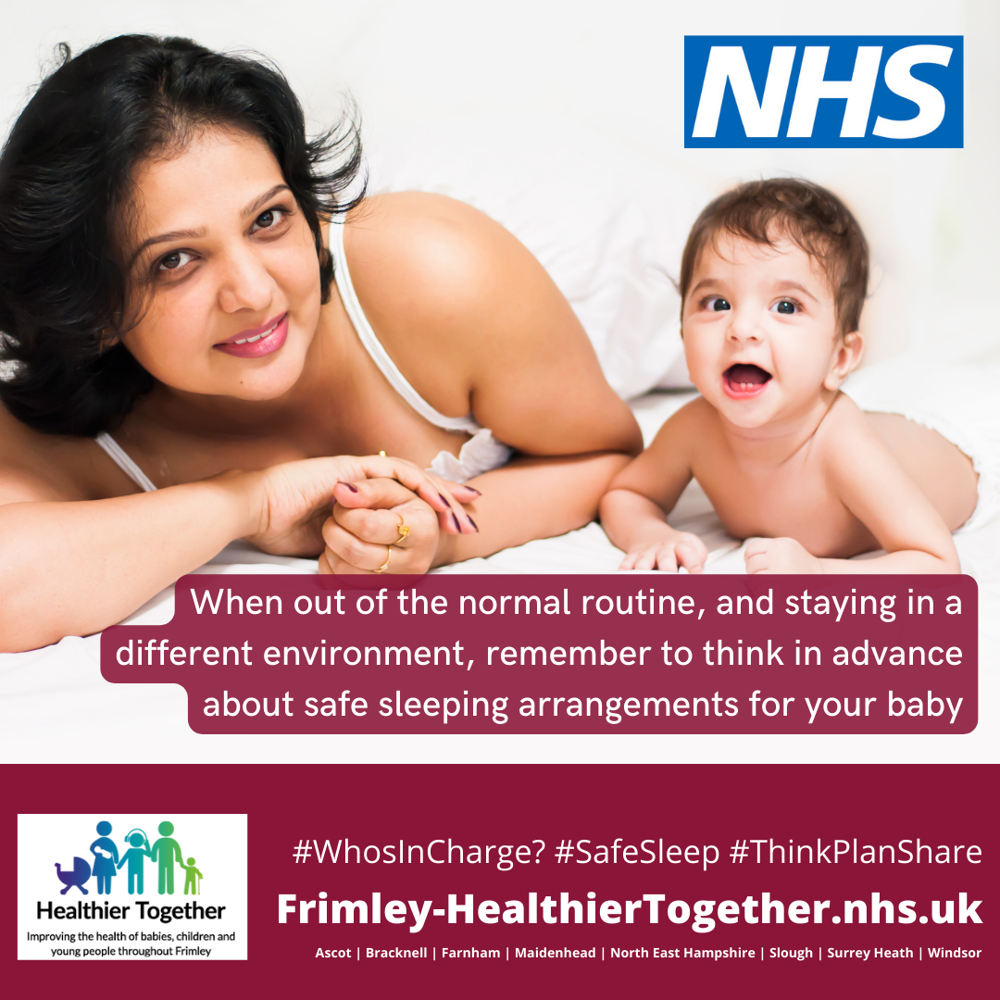 NHS
When out of the normal routine, and staying in a
different environment, remember to think in advance
about safe sleeping arrangements for your baby
Healthier Together
Improving the health of babies, children and
young people throughout Frimley
#WhosInCharge? #SafeSleep #ThinkPlanShare
Frimley-HealthierTogether.nhs.uk
Ascot | Bracknell | Farnham | Maidenhead | North East Hampshire | Slough | Surrey Heath | Windsor